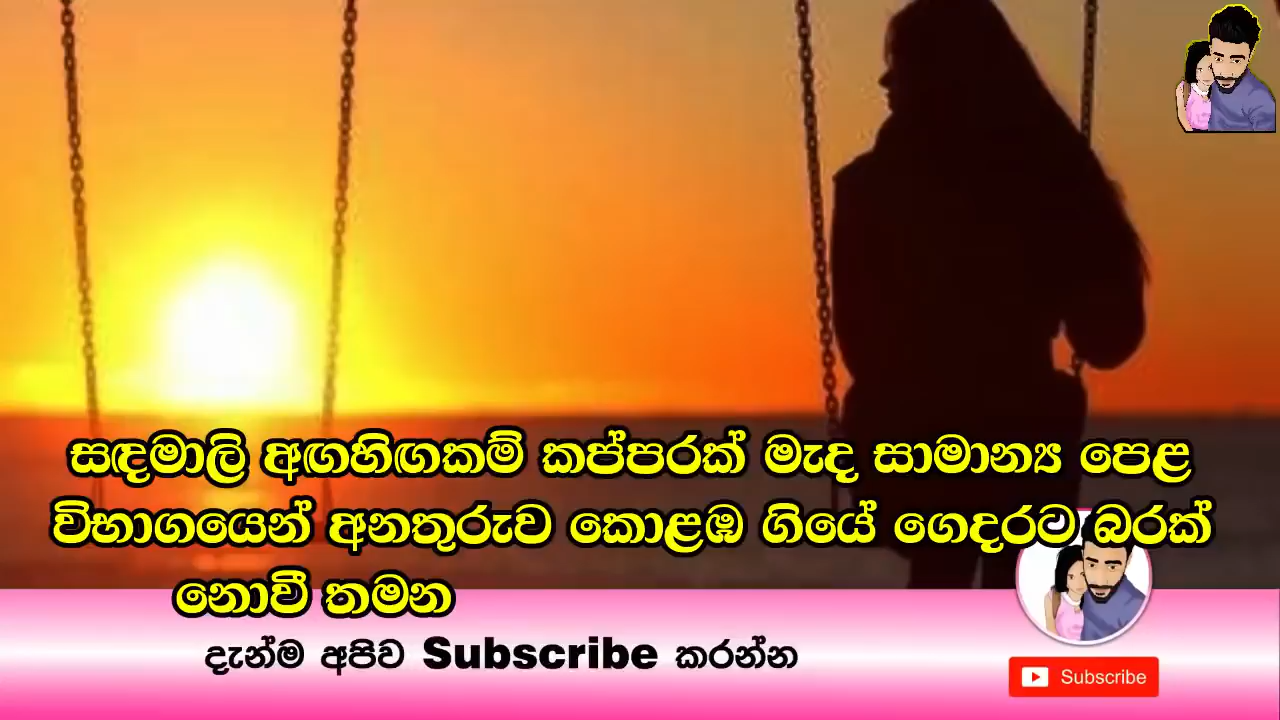 සඳමාලි අඟහිඟකම් කප්පරක් මැද සාමාන්‍ය පෙළ
විභාගයෙන් අනතුරුව කොළඹ ගියේ ගෙදරට බරක්
නොවී තමන
දැන්ම අපිව Subscribe කරන්න
Subscribe